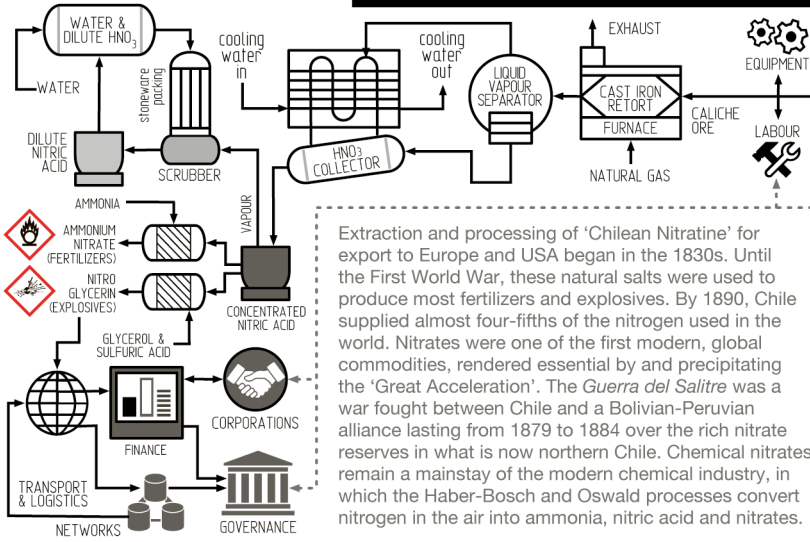 WATER &
DILUTE HNO3
WATER
stoneware
packing
DILUTE
NITRIC
ACID
SCRUBBER
cooling
water
in
cooling
water
out
HNO3
COLLECTOR
LIQUID
VAPOUR
SEPARATOR
EXHAUST
CAST IRON
RETORT
FURNACE
NATURAL GAS
CALICHE
ORE
EQUIPMENT
LABOUR
AMMONIA
VAPOUR
AMMONIUM
NITRATE
(FERTILIZERS)
NITRO
GLYCERIN
(EXPLOSIVES)
CONCENTRATED
NITRIC ACID
GLYCEROL &
SULFURIC ACID
FINANCE
CORPORATIONS
TRANSPORT
& LOGISTICS
NETWORKS
GOVERNANCE
Extraction and processing of ‘Chilean Nitratine’ for
export to Europe and USA began in the 1830s. Until
the First World War, these natural salts were used to
produce most fertilizers and explosives. By 1890, Chile
supplied almost four-fifths of the nitrogen used in the
world. Nitrates were one of the first modern, global
commodities, rendered essential by and precipitating
the ‘Great Acceleration’. The Guerra del Salitre was a
war fought between Chile and a Bolivian-Peruvian
alliance lasting from 1879 to 1884 over the rich nitrate
reserves in what is now northern Chile. Chemical nitrates
remain a mainstay of the modern chemical industry, in
which the Haber-Bosch and Oswald processes convert
nitrogen in the air into ammonia, nitric acid and nitrates.